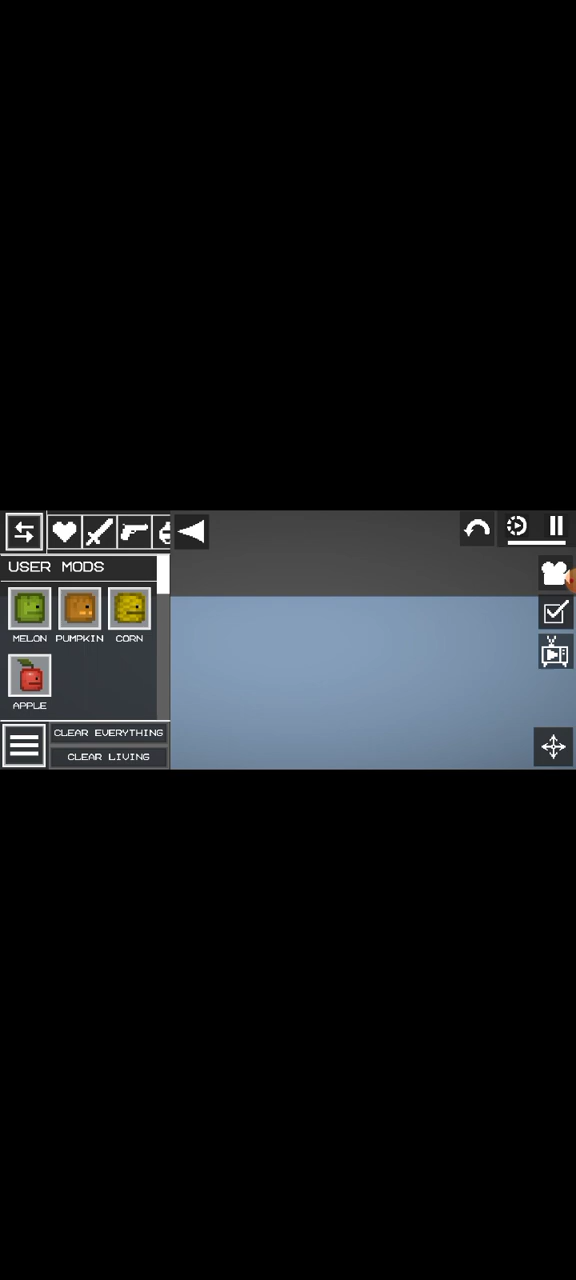 USER MODS
MELON PUMPKIN CORN
APPLE
CLEAR EVERYTHING
CLEAR LIVING